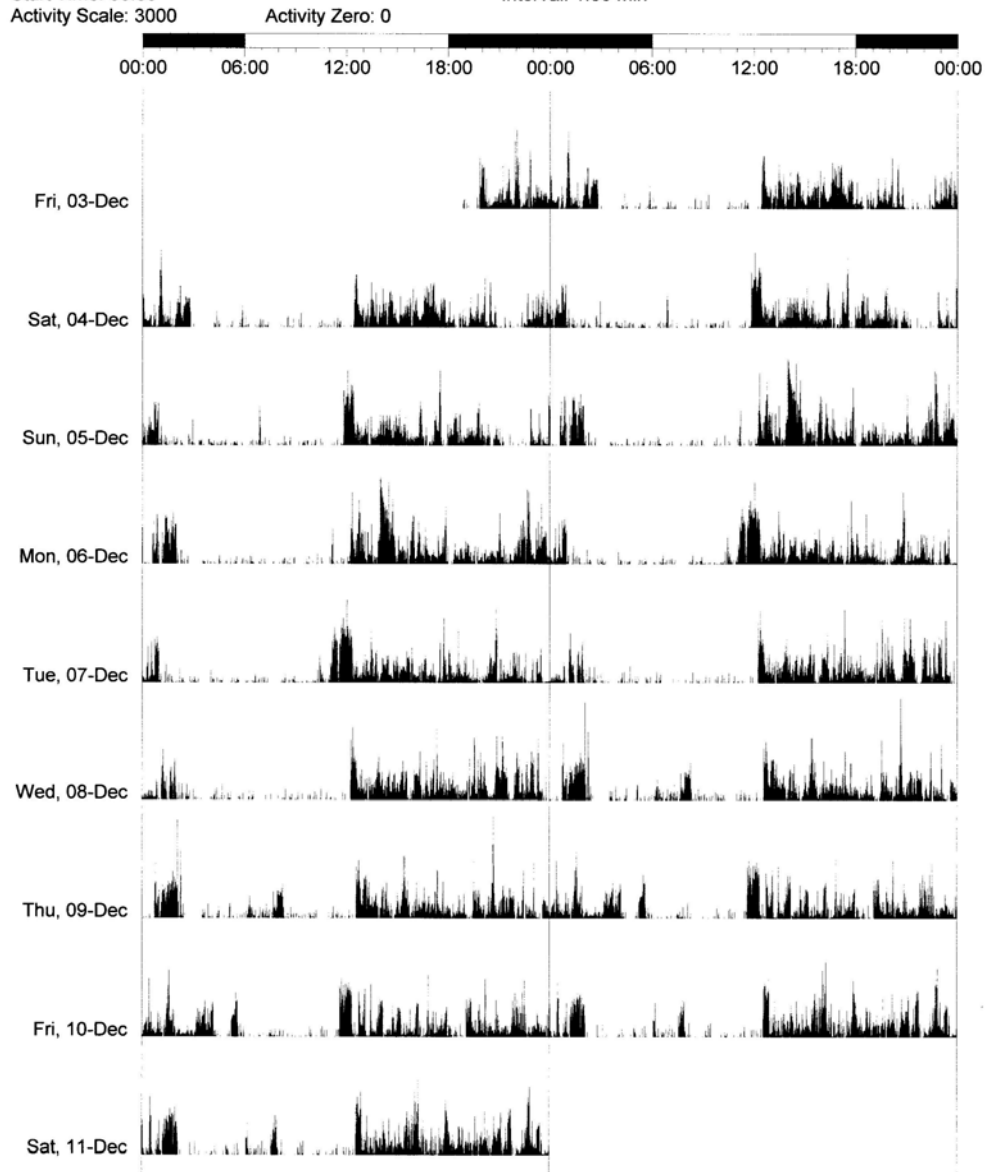 Activity Scale: 3000 Activity Zero: 0
00:00 06:00 12:00 18:00 00:00 06:00 12:00 18:00 00:00
Fri, 03-Dec
Sat, 04-Dec
Sun, 05-Dec
Mon, 06-Dec
Tue, 07-Dec
Wed, 08-Dec
Thu, 09-Dec
Fri, 10-Dec
Sat, 11-Dec